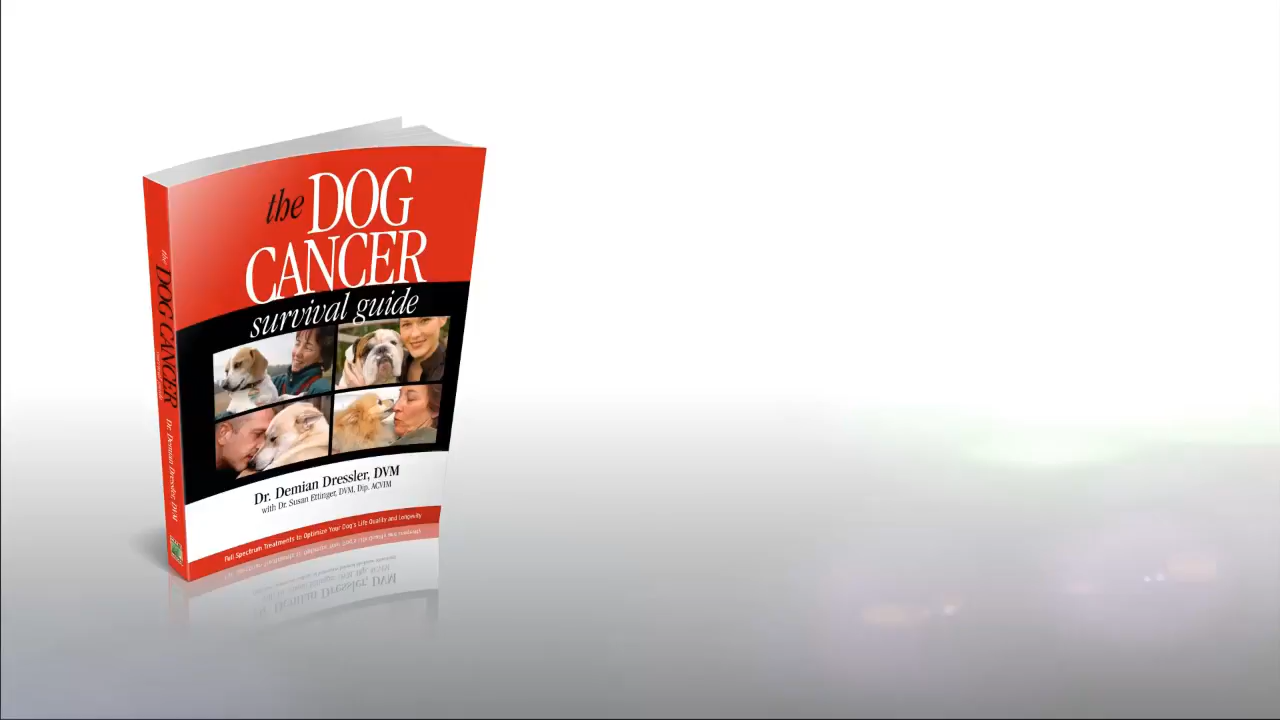 the DOG
CANCER
survival guide
Dr. Demian Dressler, DVM
with Dr. Susan Ettinger, DVM, Dip. ACVIM
Full Spectrum Treatments to Optimize Your Dog's Life Quality and Longevity
the DOG CANCER
Dr. Demian Dressler, DVM